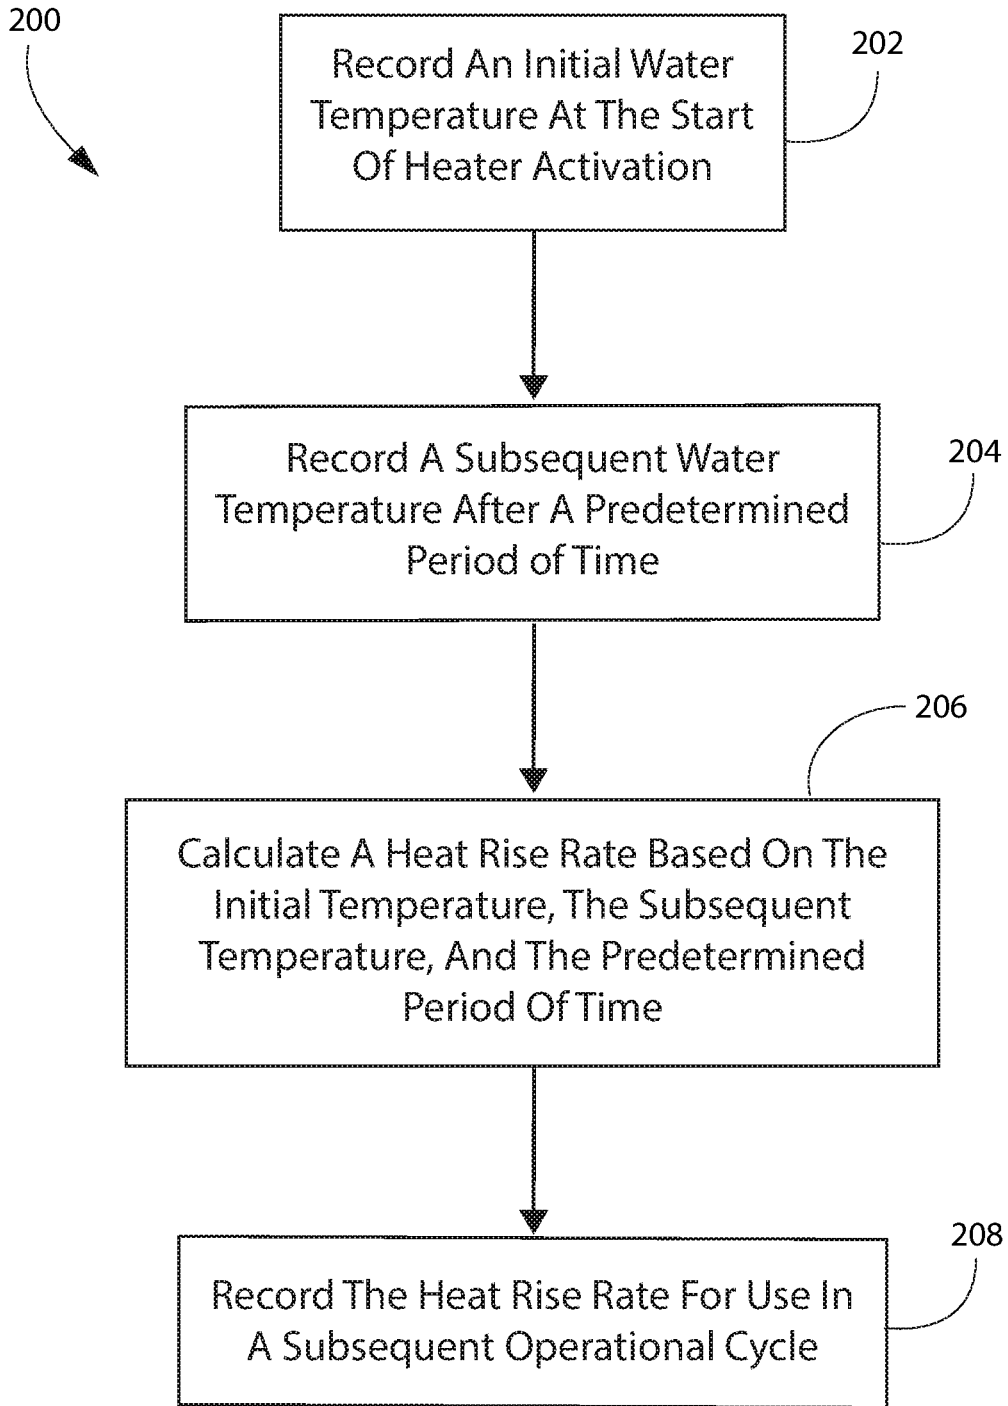 200
Record An Initial Water
Temperature At The Start
Of Heater Activation
202
Record A Subsequent Water
Temperature After A Predetermined
Period of Time
204
206
Calculate A Heat Rise Rate Based On The
Initial Temperature, The Subsequent
Temperature, And The Predetermined
Period Of Time
208
Record The Heat Rise Rate For Use In
A Subsequent Operational Cycle